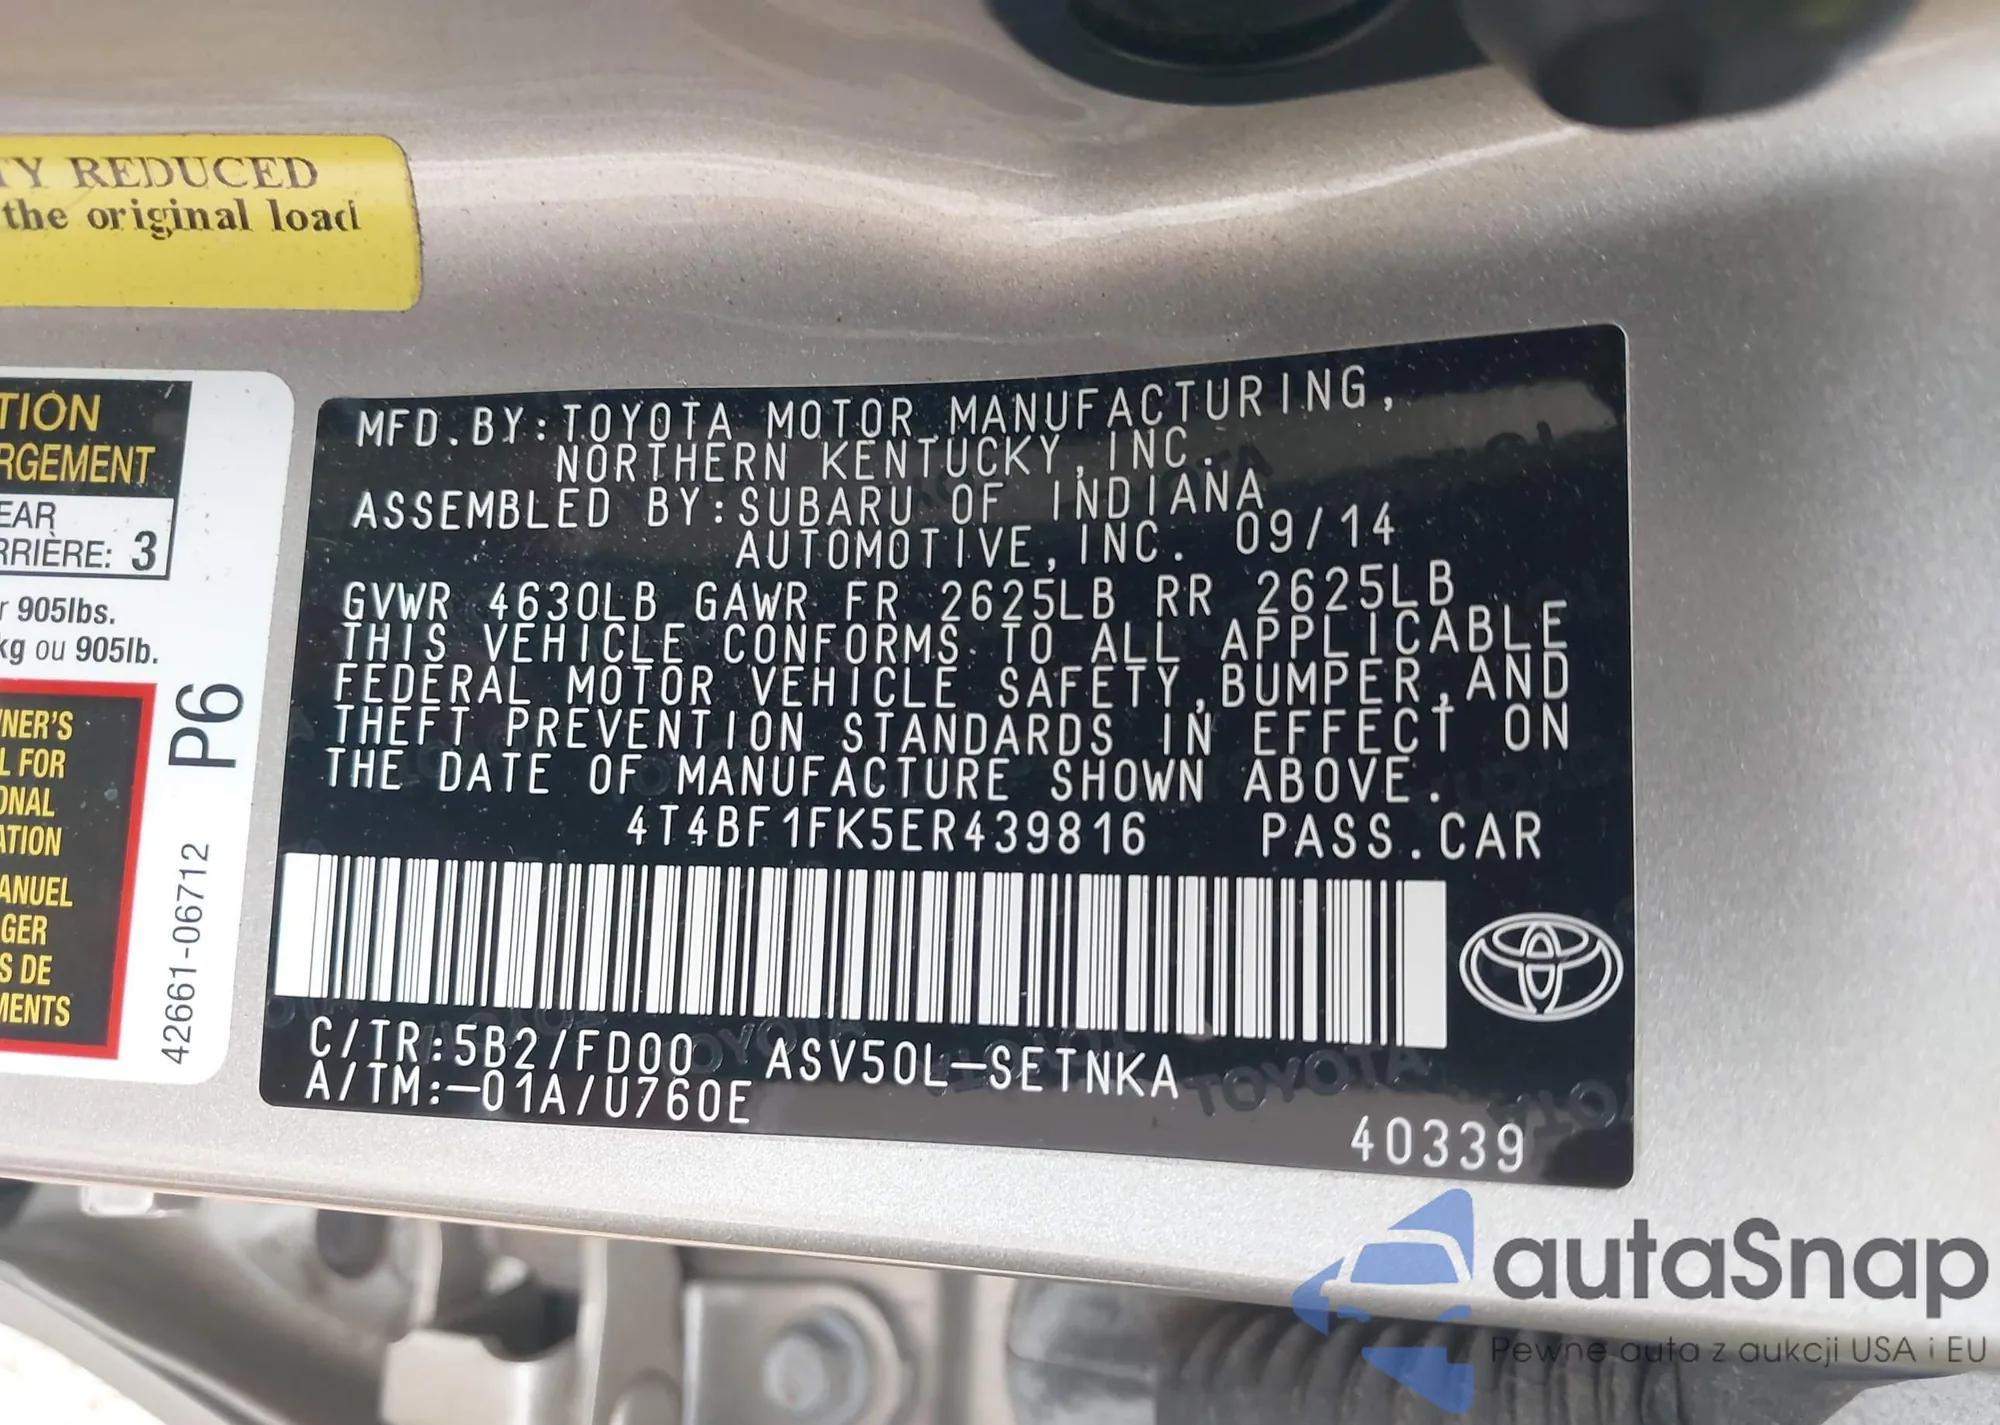 TY REDUCED
the original load
TION
RGEMENT
EAR
RRIÈRE: 3
r 905lbs.
kg ou 905lb.
NER'S
L FOR
ONAL
ATION
ANUEL
GER
S DE
MENTS
P6
42661-06712
MFD.BY:TOYOTA MOTOR MANUFACTURING,
NORTHERN KENTUCKY,INC.
ASSEMBLED BY:SUBARU OF INDIANA
AUTOMOTIVE,INC. 09/14
GVWR 4630LB GAWR FR 2625LB RR 2625LB
THIS VEHICLE CONFORMS TO ALL APPLICABLE
FEDERAL MOTOR VEHICLE SAFETY,BUMPER,AND
THEFT PREVENTION STANDARDS IN EFFECT ON
THE DATE OF MANUFACTURE SHOWN ABOVE.
4T4BF1FK5ER439816 PASS.CAR
C/TR:5B2/FD00 ASV50L-SETNKA
A/TM:-01A/U760E
40339
autaSnap
Pewne auta z aukcji USA i EU